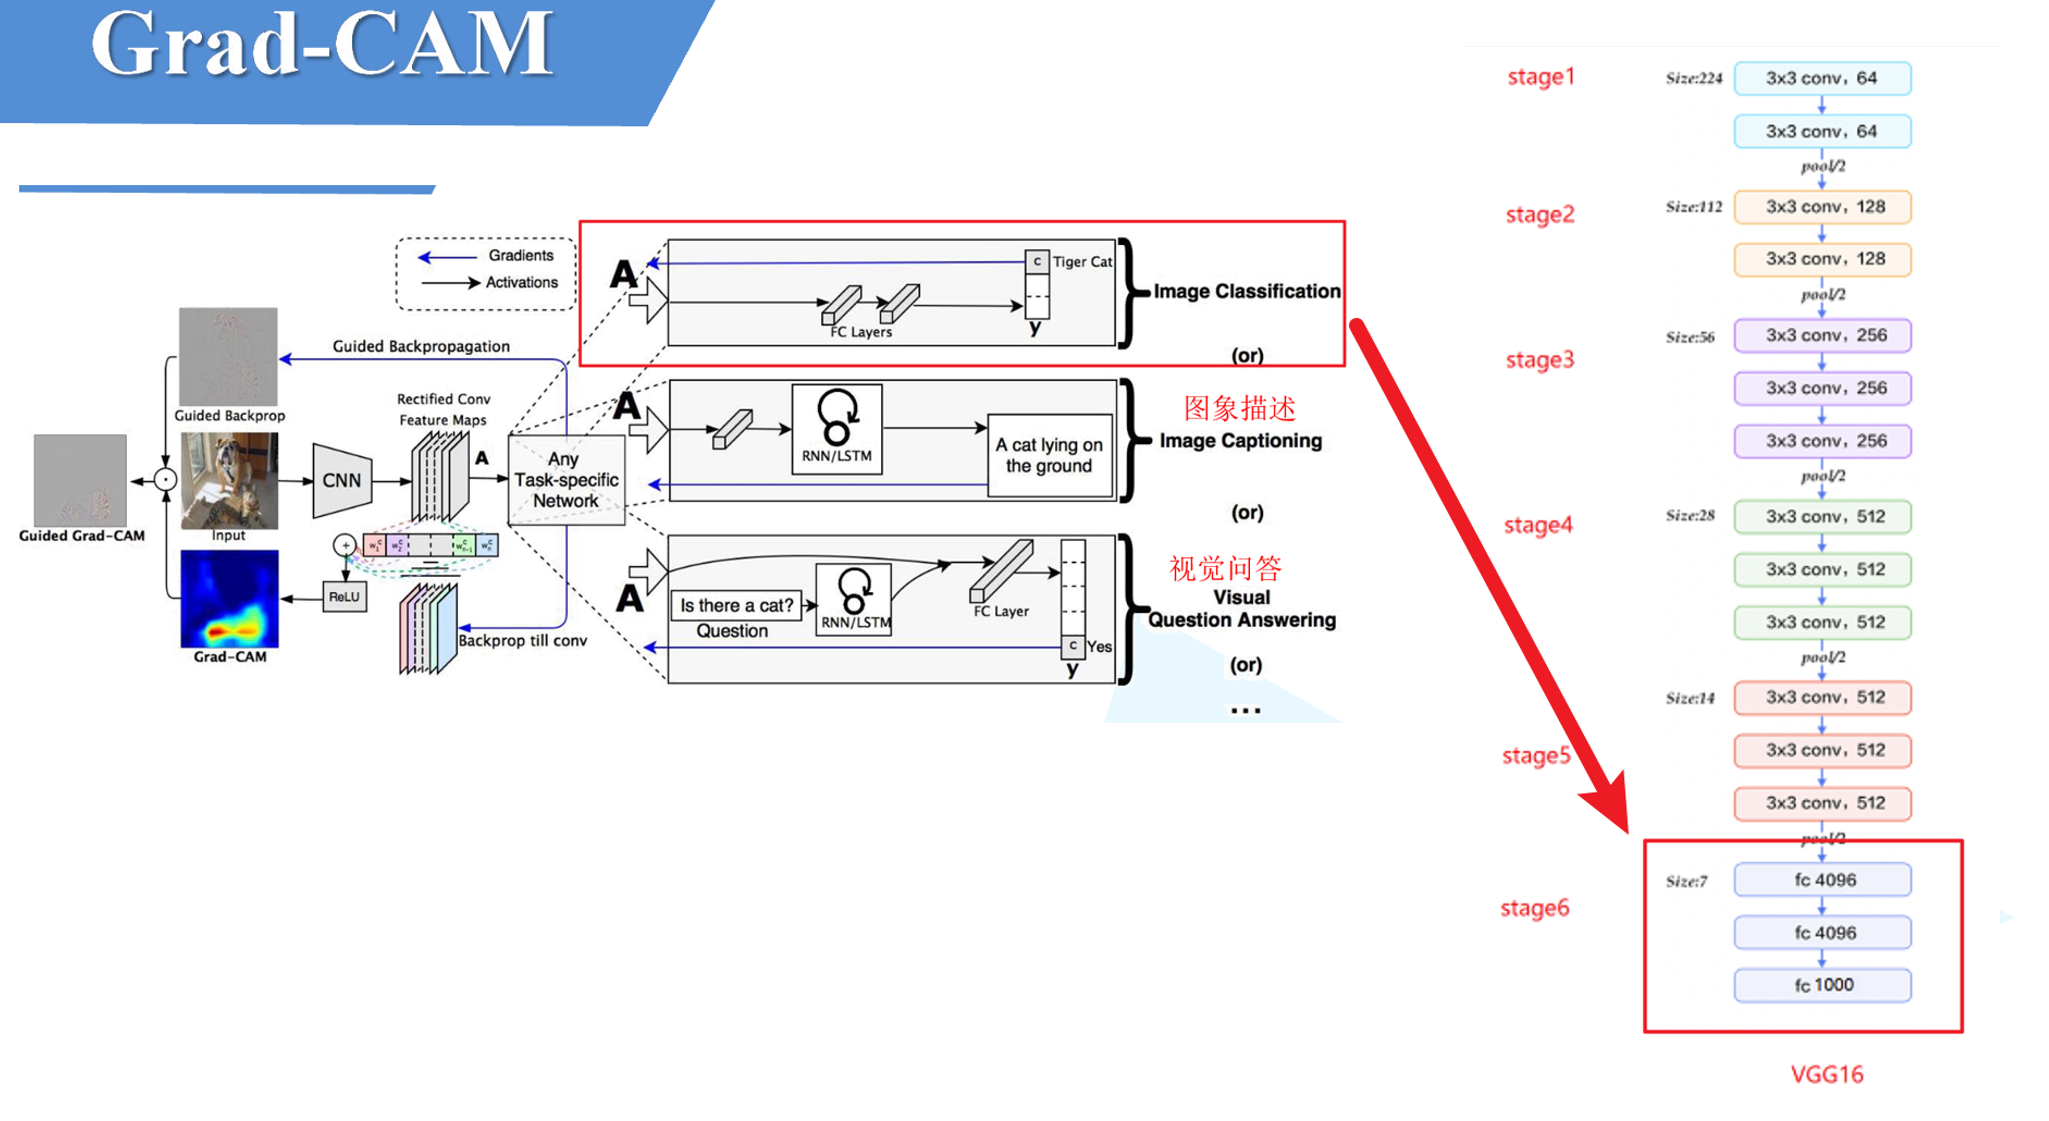 Grad-CAM
Gradients
Activations
Guided Backpropagation
Guided Backprop
Rectified Conv
Feature Maps
A
CNN
Any
Task-specific
Network
Input
Guided Grad-CAM
+
w1c w2c wn-1c wnc
=
ReLU
Grad-CAM
Backprop till conv
A
c Tiger Cat
FC Layers
y
Image Classification
(or)
A
RNN/LSTM
A cat lying on
the ground
图象描述
Image Captioning
(or)
A
Is there a cat?
Question
RNN/LSTM
FC Layer
c Yes
y
视觉问答
Visual
Question Answering
(or)
...
stage1
Size:224
3x3 conv, 64
3x3 conv, 64
pool/2
stage2
Size:112
3x3 conv, 128
3x3 conv, 128
pool/2
stage3
Size:56
3x3 conv, 256
3x3 conv, 256
3x3 conv, 256
pool/2
stage4
Size:28
3x3 conv, 512
3x3 conv, 512
3x3 conv, 512
pool/2
Size:14
3x3 conv, 512
stage5
3x3 conv, 512
3x3 conv, 512
pool/2
Size:7
fc 4096
stage6
fc 4096
fc 1000
VGG16